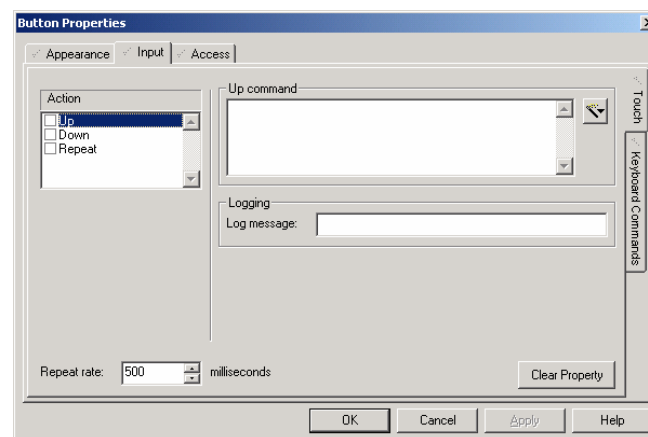 Button Properties
Appearance Input Access
Action
Up
Down
Repeat
Up command
Logging
Log message:
Touch
Keyboard Commands
Repeat rate: 500 milliseconds
Clear Property
OK Cancel Apply Help